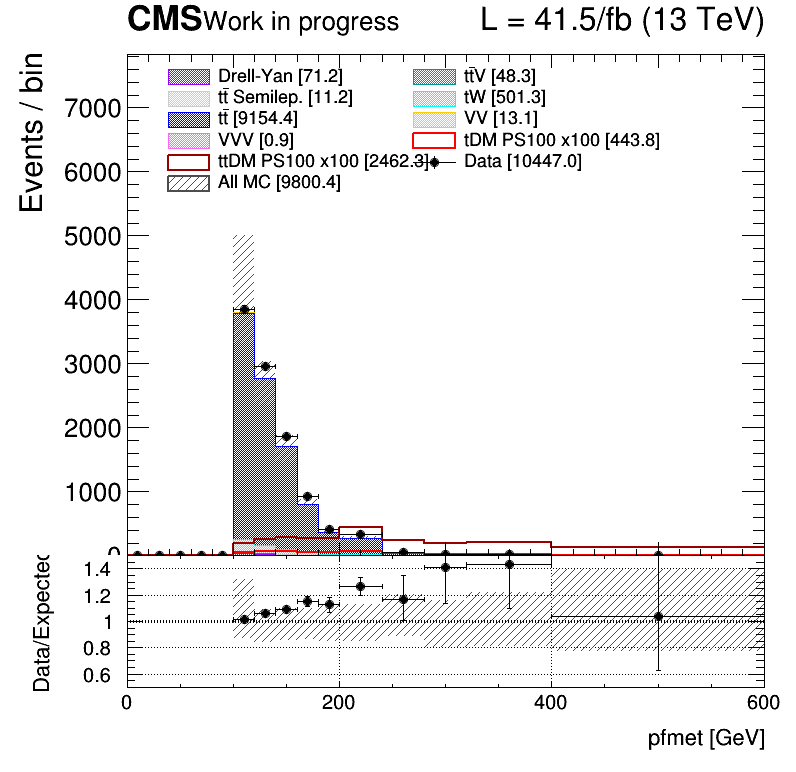 CMS Work in progress L = 41.5/fb (13 TeV)
Events / bin
Drell-Yan [71.2] tt̄V [48.3]
tt̄ Semilep. [11.2] tW [501.3]
tt̄ [9154.4] VV [13.1]
VVV [0.9] tDM PS100 x100 [443.8]
ttDM PS100 x100 [2462.3] Data [10447.0]
All MC [9800.4]
7000
6000
5000
4000
3000
2000
1000
0
Data/Expected
1.4
1.2
1
0.8
0.6
0 200 400 600
pfmet [GeV]